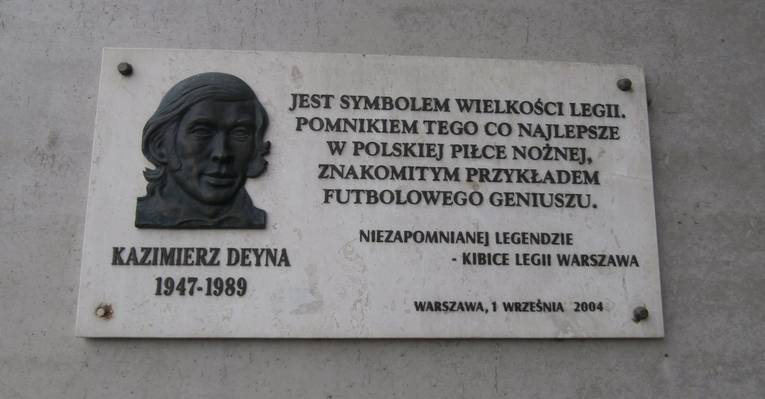 JEST SYMBOLEM WIELKOŚCI LEGII.
POMNIKIEM TEGO CO NAJLEPSZE
W POLSKIEJ PIŁCE NOŻNEJ,
ZNAKOMITYM PRZYKŁADEM
FUTBOLOWEGO GENIUSZU.
NIEZAPOMNIANEJ LEGENDZIE
- KIBICE LEGII WARSZAWA
KAZIMIERZ DEYNA
1947-1989
WARSZAWA, 1 WRZEŚNIA 2004